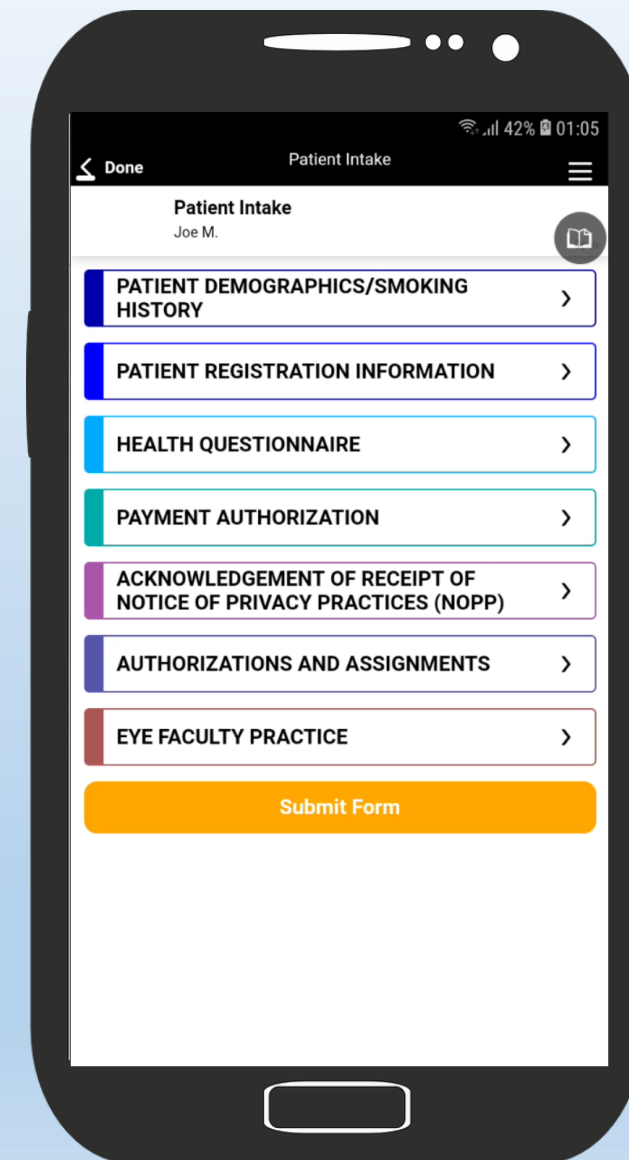 42% 01:05
Done
Patient Intake
Patient Intake
Joe M.
PATIENT DEMOGRAPHICS/SMOKING
HISTORY
PATIENT REGISTRATION INFORMATION
HEALTH QUESTIONNAIRE
PAYMENT AUTHORIZATION
ACKNOWLEDGEMENT OF RECEIPT OF
NOTICE OF PRIVACY PRACTICES (NOPP)
AUTHORIZATIONS AND ASSIGNMENTS
EYE FACULTY PRACTICE
Submit Form